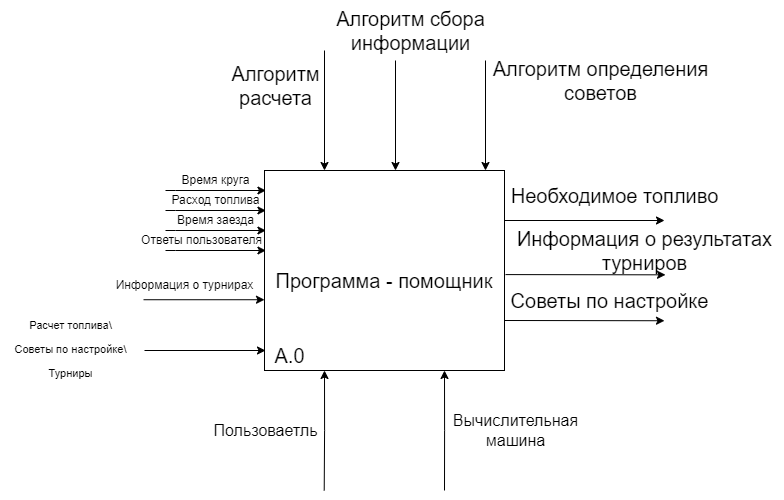 Алгоритм сбора
информации
Алгоритм
расчета
Алгоритм определения
советов
Время круга
Расход топлива
Время заезда
Ответы пользователя
Информация о турнирах
Расчет топлива\
Советы по настройке\
Турниры
Программа - помощник
А.0
Необходимое топливо
Информация о результатах
турниров
Советы по настройке
Пользоваетль
Вычислительная
машина